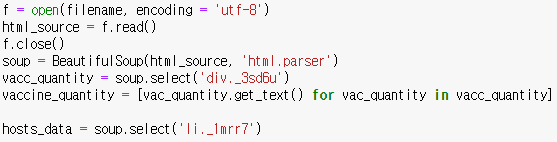 f = open(filename, encoding = 'utf-8')
html_source = f.read()
f.close()
soup = BeautifulSoup(html_source, 'html.parser')
vacc_quantity = soup.select('div._3sd6u')
vaccine_quantity = [vac_quantity.get_text() for vac_quantity in vacc_quantity]
hosts_data = soup.select('li._1mrr7')